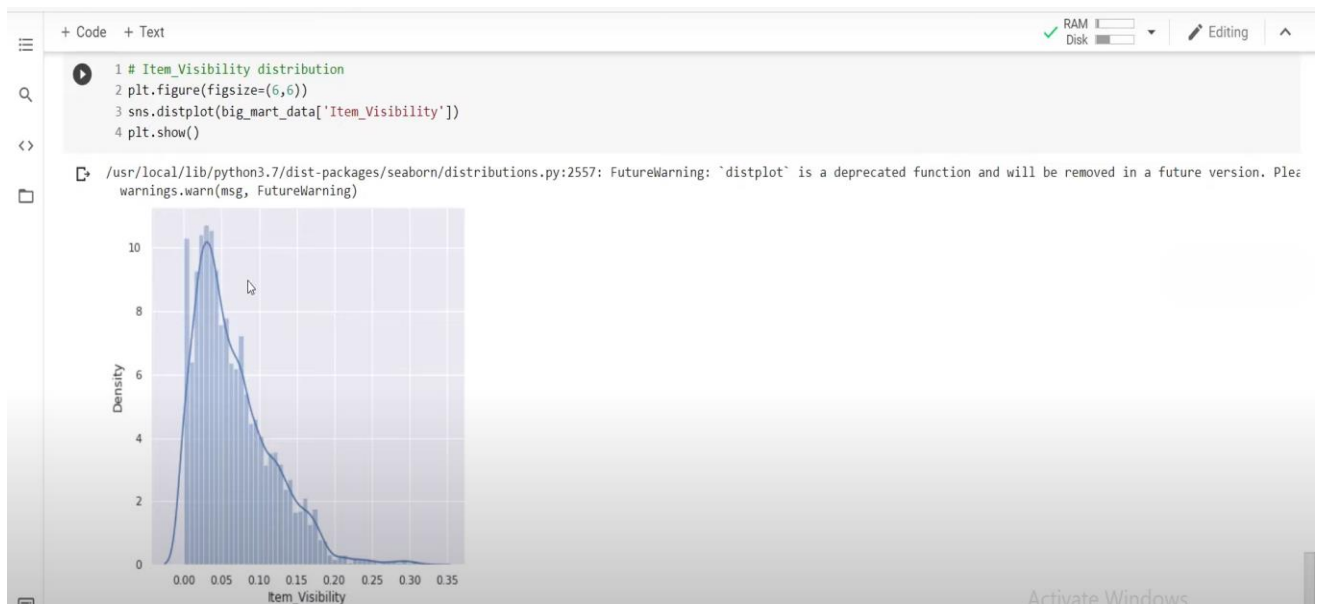 + Code + Text
RAM
Disk
Editing
1 # Item_Visibility distribution
2 plt.figure(figsize=(6,6))
3 sns.distplot(big_mart_data['Item_Visibility'])
4 plt.show()
/usr/local/lib/python3.7/dist-packages/seaborn/distributions.py:2557: FutureWarning: `distplot` is a deprecated function and will be removed in a future version. Plea
warnings.warn(msg, FutureWarning)
10
8
6
4
2
0
Density
0.00 0.05 0.10 0.15 0.20 0.25 0.30 0.35
Item_Visibility
Activate Windows